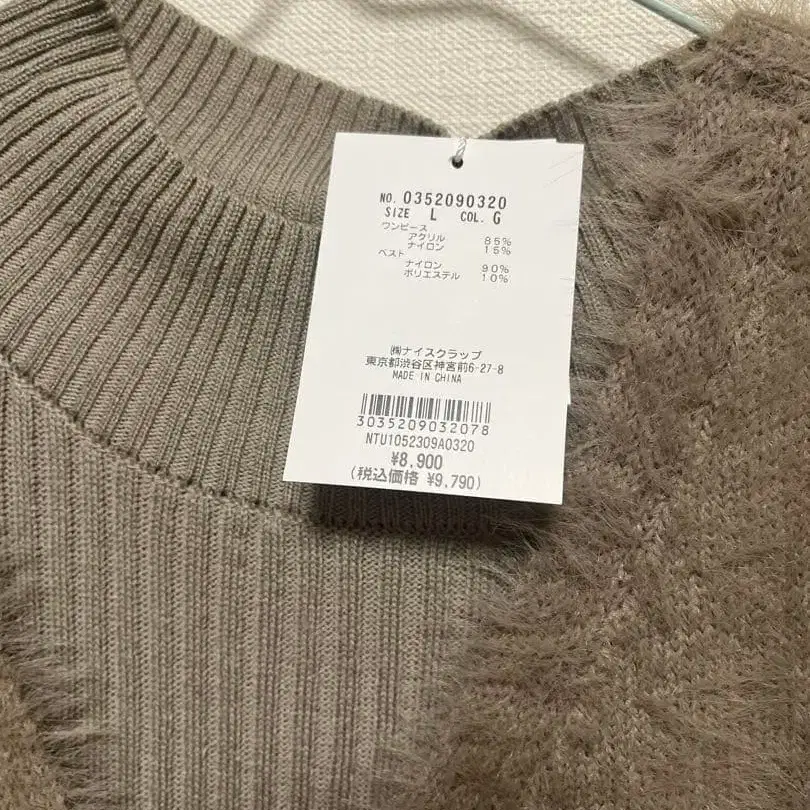 NO. 0352090320
SIZE L COL. G
ワンピース
アクリル 85%
ナイロン 15%
ベスト
ナイロン 90%
ポリエステル 10%
㈱ナイスクラップ
東京都渋谷区神宮前6-27-8
MADE IN CHINA
3035209032078
NTU1052309A0320
¥8,900
(税込価格 ¥9,790)